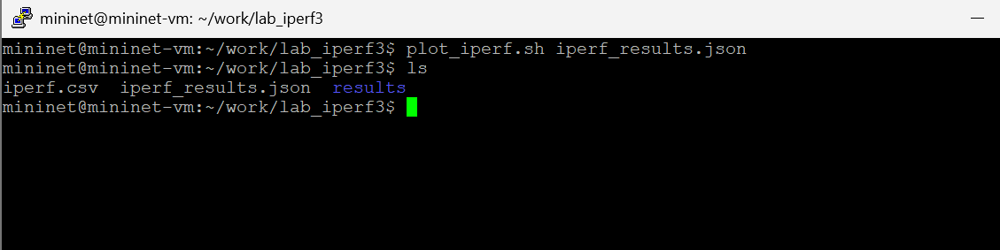 mininet@mininet-vm: ~/work/lab_iperf3
mininet@mininet-vm:~/work/lab_iperf3$ plot_iperf.sh iperf_results.json
mininet@mininet-vm:~/work/lab_iperf3$ ls
iperf.csv  iperf_results.json  results
mininet@mininet-vm:~/work/lab_iperf3$